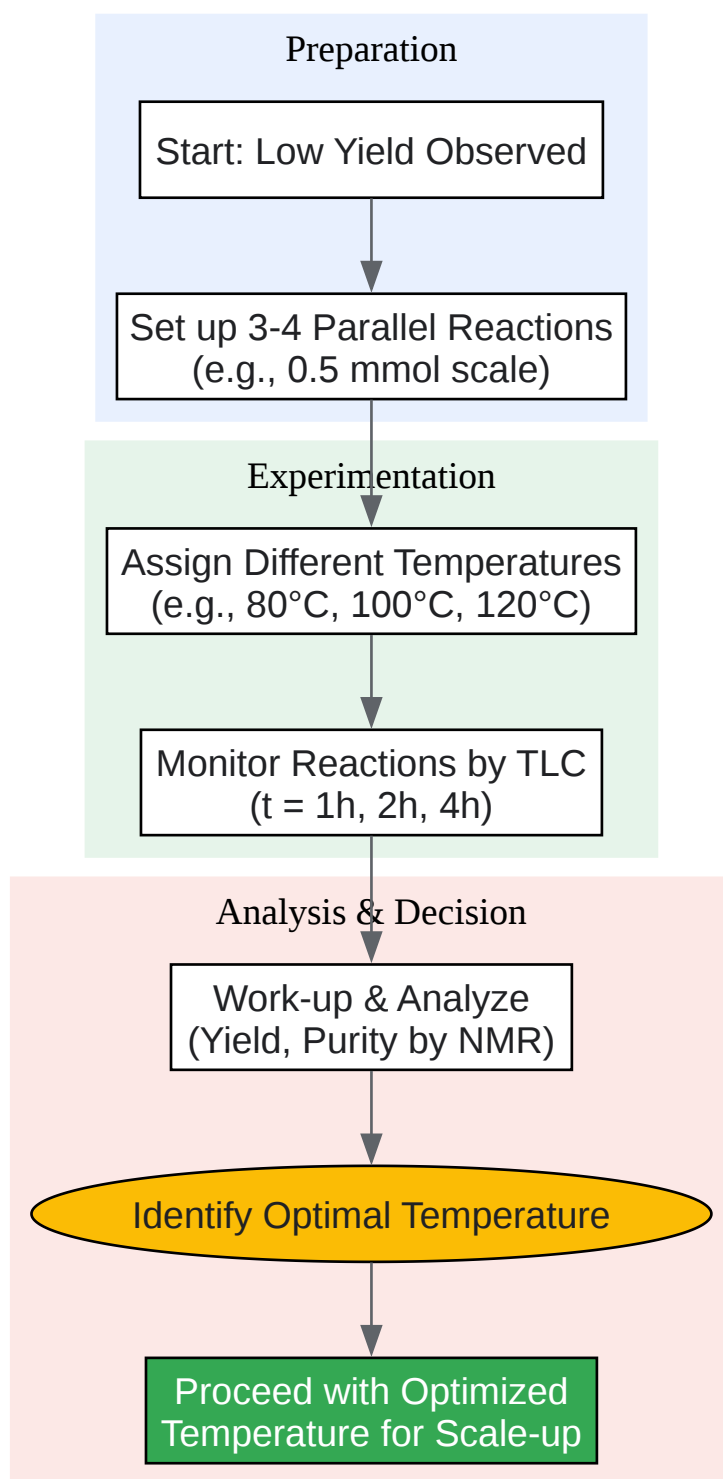 Preparation
Start: Low Yield Observed
Set up 3-4 Parallel Reactions
(e.g., 0.5 mmol scale)
Experimentation
Assign Different Temperatures
(e.g., 80°C, 100°C, 120°C)
Monitor Reactions by TLC
(t = 1h, 2h, 4h)
Analysis & Decision
Work-up & Analyze
(Yield, Purity by NMR)
Identify Optimal Temperature
Proceed with Optimized
Temperature for Scale-up